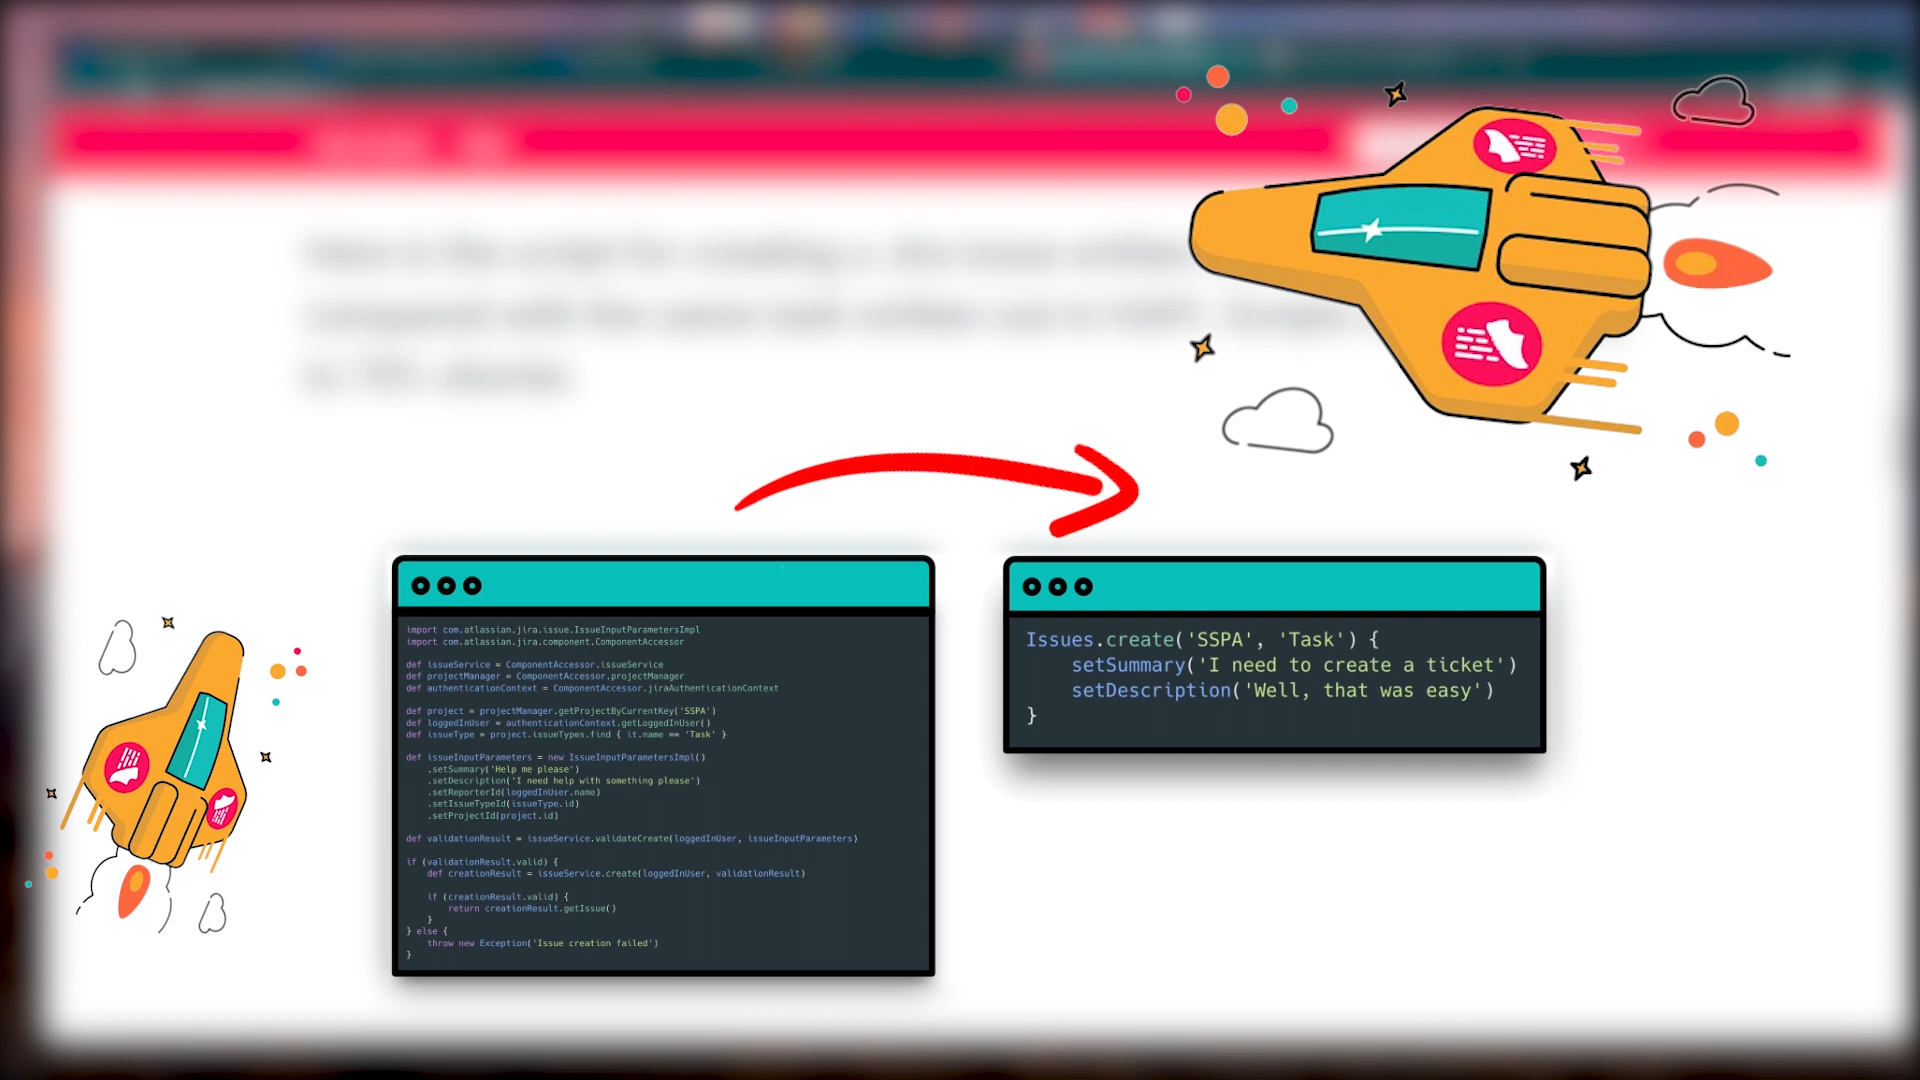 import com.atlassian.jira.issue.IssueInputParametersImpl
import com.atlassian.jira.component.ComponentAccessor
def issueService = ComponentAccessor.issueService
def projectManager = ComponentAccessor.projectManager
def authenticationContext = ComponentAccessor.jiraAuthenticationContext
def project = projectManager.getProjectByCurrentKey('SSPA')
def loggedInUser = authenticationContext.getLoggedInUser()
def issueType = project.issueTypes.find { it.name == 'Task' }
def issueInputParameters = new IssueInputParametersImpl()
    .setSummary('Help me please')
    .setDescription('I need help with something please')
    .setReporterId(loggedInUser.name)
    .setIssueTypeId(issueType.id)
    .setProjectId(project.id)
def validationResult = issueService.validateCreate(loggedInUser, issueInputParameters)
if (validationResult.valid) {
    def creationResult = issueService.create(loggedInUser, validationResult)
    if (creationResult.valid) {
        return creationResult.getIssue()
    }
} else {
    throw new Exception('Issue creation failed')
}
Issues.create('SSPA', 'Task') {
    setSummary('I need to create a ticket')
    setDescription('Well, that was easy')
}